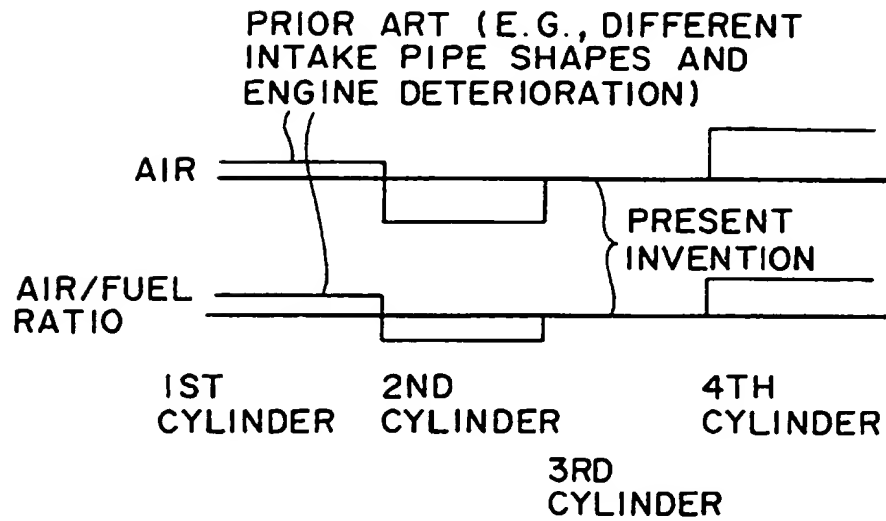 PRIOR ART (E.G., DIFFERENT
INTAKE PIPE SHAPES AND
ENGINE DETERIORATION)
AIR
PRESENT
INVENTION
AIR/FUEL
RATIO
1ST
CYLINDER
2ND
CYLINDER
3RD
CYLINDER
4TH
CYLINDER